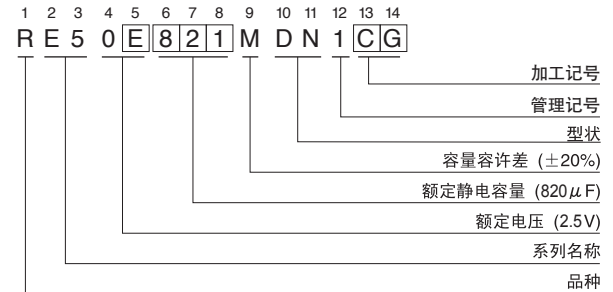 1 2 3 4 5 6 7 8 9 10 11 12 13 14
R E 5 0 E 8 2 1 M D N 1 C G
加工记号
管理记号
型状
容量容许差 (±20%)
额定静电容量 (820μF)
额定电压 (2.5V)
系列名称
品种